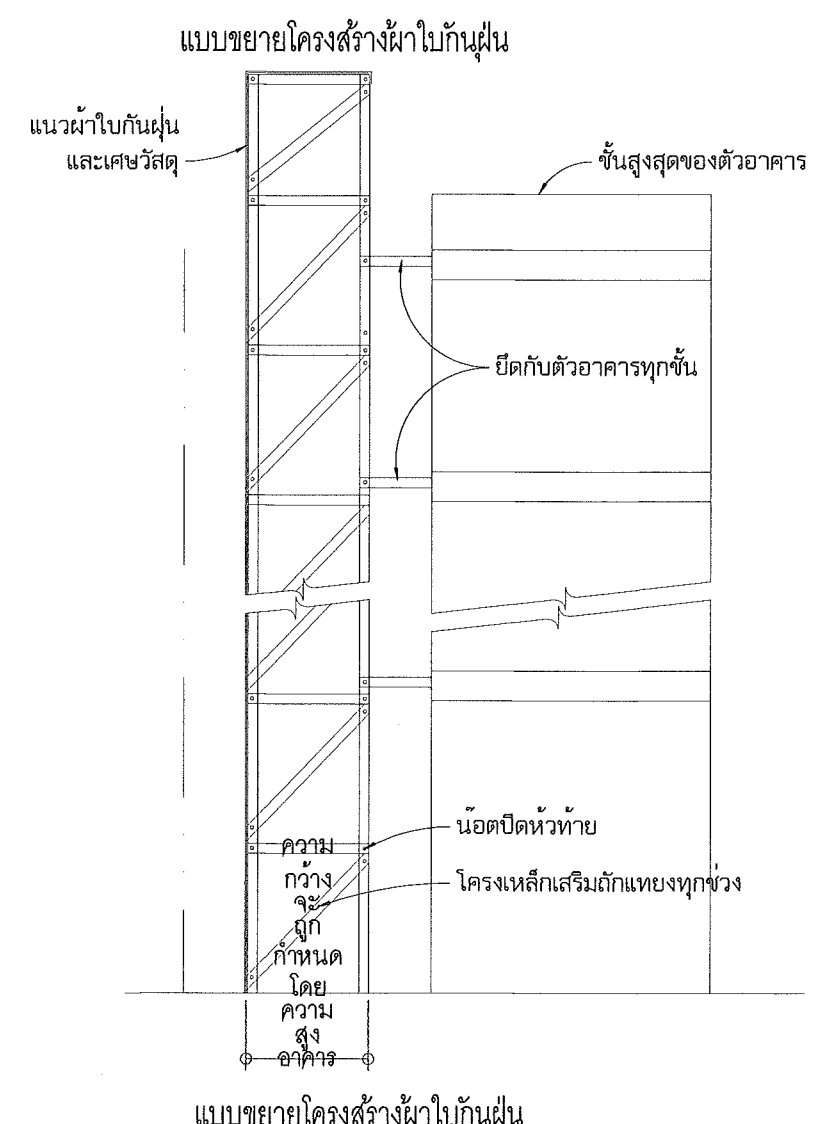 แบบขยายโครงสร้างผ้าใบกันฝุ่น
แนวผ้าใบกันฝุ่น
และเศษวัสดุ
ชั้นสูงสุดของตัวอาคาร
ยึดกับตัวอาคารทุกชั้น
น๊อตปิดหัวท้าย
โครงเหล็กเสริมถักแทยงทุกช่วง
ความ
กว้าง
จะ
ถูก
กำหนด
โดย
ความ
สูง
อาคาร
แบบขยายโครงสร้างผ้าใบกันฝุ่น